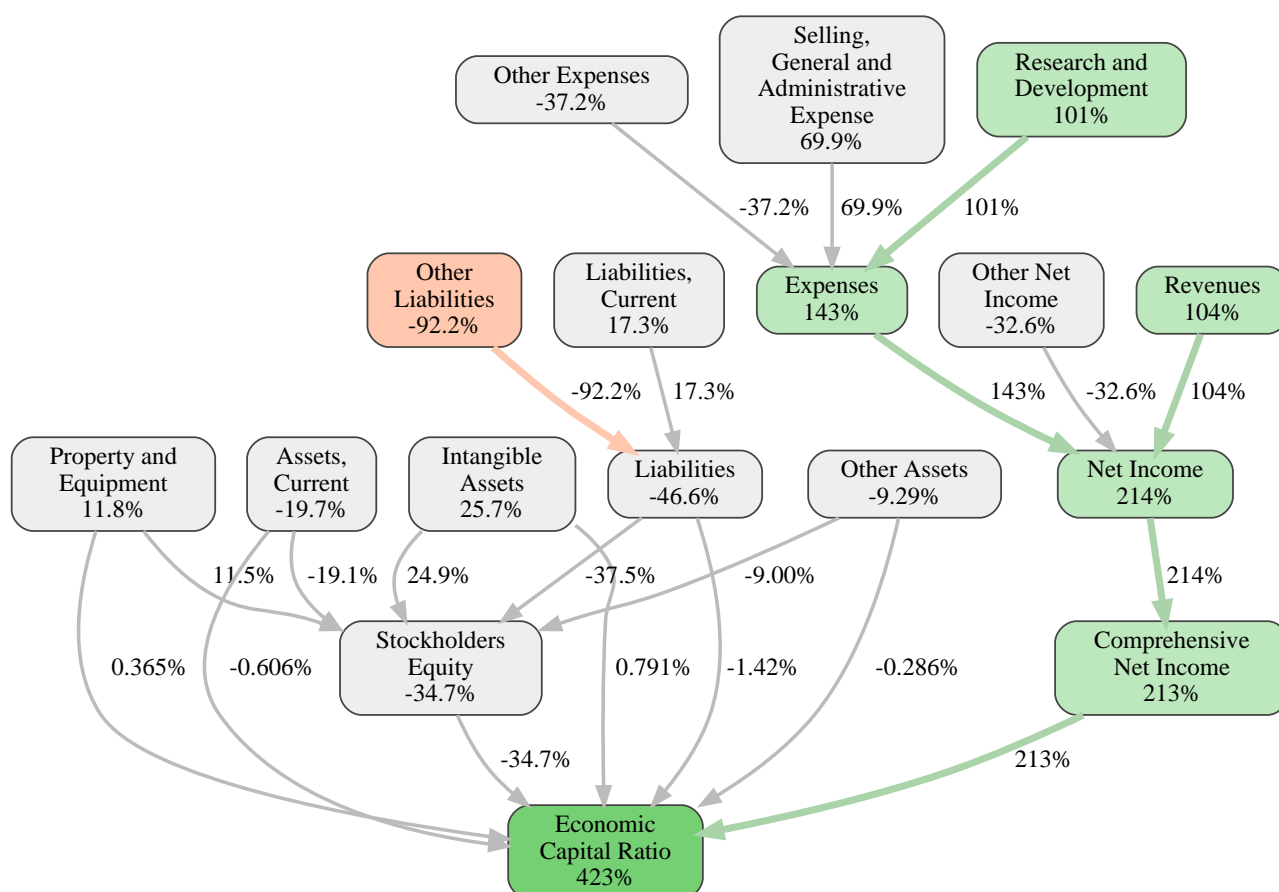 Other Expenses
-37.2%
Selling,
General and
Administrative
Expense
69.9%
Research and
Development
101%
-37.2%
69.9%
101%
Other
Liabilities
-92.2%
Liabilities,
Current
17.3%
Expenses
143%
Other Net
Income
-32.6%
Revenues
104%
-92.2%
17.3%
143%
-32.6%
104%
Property and
Equipment
11.8%
Assets,
Current
-19.7%
Intangible
Assets
25.7%
Liabilities
-46.6%
Other Assets
-9.29%
Net Income
214%
11.5%
-19.1%
24.9%
-37.5%
-9.00%
214%
Stockholders
Equity
-34.7%
Comprehensive
Net Income
213%
0.365%
-0.606%
0.791%
-1.42%
-0.286%
-34.7%
213%
Economic
Capital Ratio
423%